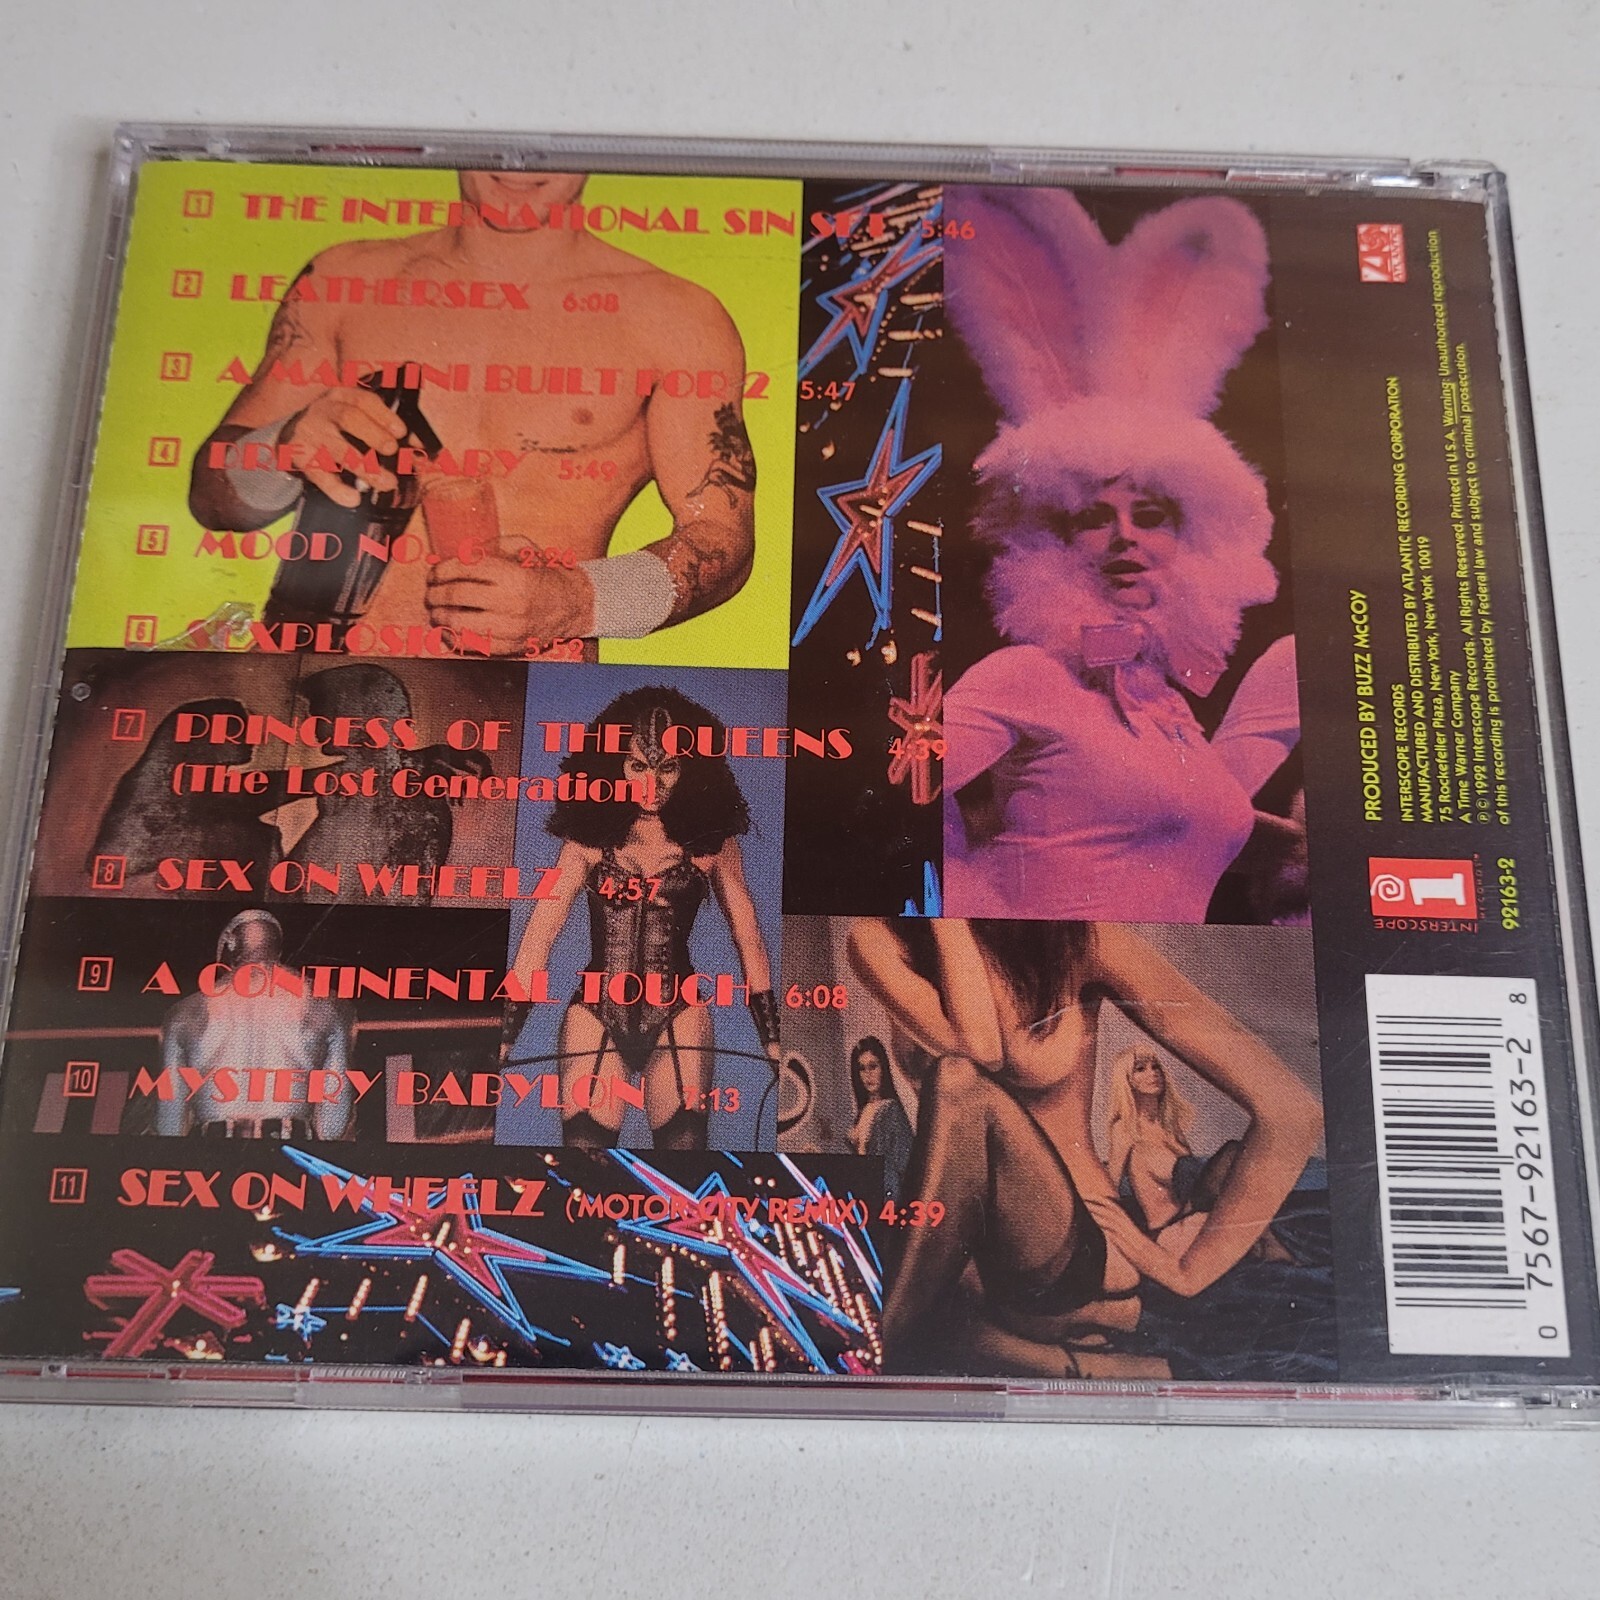 1 THE INTERNATIONAL SIN SET 5:46
2 LEATHERSEX 6:08
3 A MARTINI BUILT FOR 2 5:47
4 DREAM BABY 5:49
5 MOOD NO. 6 2:26
6 SEXPLOSION 5:52
7 PRINCESS OF THE QUEENS 4:39
(The Lost Generation)
8 SEX ON WHEELZ 4:57
9 A CONTINENTAL TOUCH 6:08
10 MYSTERY BABYLON 7:13
11 SEX ON WHEELZ (MOTOR CITY REMIX) 4:39
PRODUCED BY BUZZ McCOY
INTERSCOPE RECORDS
MANUFACTURED AND DISTRIBUTED BY ATLANTIC RECORDING CORPORATION
75 Rockefeller Plaza, New York, New York 10019
A Time Warner Company
℗ © 1992 Interscope Records. All Rights Reserved. Printed in U.S.A. Warning: Unauthorized reproduction
of this recording is prohibited by Federal law and subject to criminal prosecution.
ATLANTIC
INTERSCOPE
RECORDS
92163-2
0 7567-92163-2 8